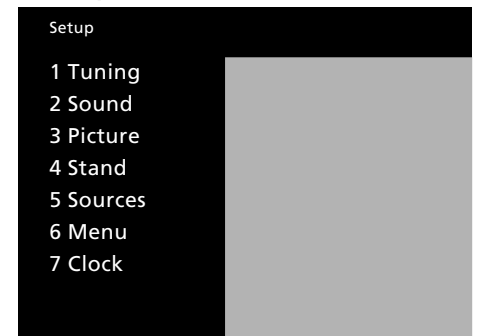 Setup
1 Tuning
2 Sound
3 Picture
4 Stand
5 Sources
6 Menu
7 Clock